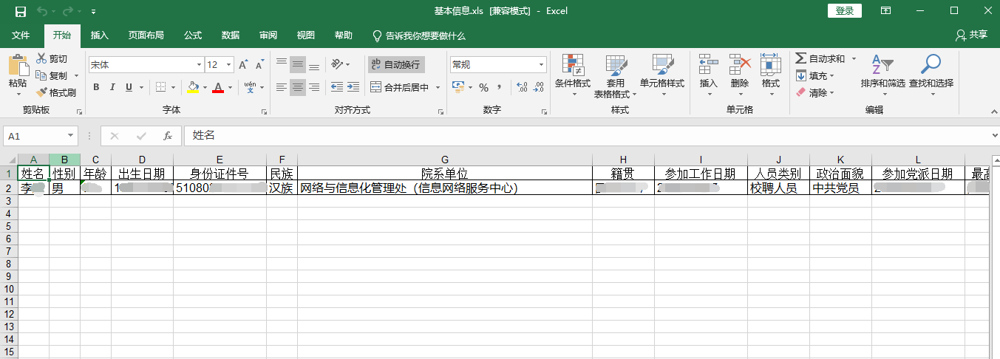 基本信息.xls [兼容模式] - Excel
登录
文件 开始 插入 页面布局 公式 数据 审阅 视图 帮助 告诉我你想要做什么 共享
粘贴 剪切 复制 格式刷
宋体 12 A A
B I U A wén 文
ab c 自动换行
合并后居中
常规
% , .00 .0
条件格式 套用 表格格式 单元格样式
插入 删除 格式
自动求和 填充 清除
排序和筛选 查找和选择
剪贴板 字体 对齐方式 数字 样式 单元格 编辑
A1 fx 姓名
A B C D E F G H I J K L
1 姓名 性别 年龄 出生日期 身份证件号 民族 院系单位 籍贯 参加工作日期 人员类别 政治面貌 参加党派日期 最高
2 李 男 1 5108 汉族 网络与信息化管理处（信息网络服务中心） 校聘人员 中共党员
3
4
5
6
7
8
9
10
11
12
13
14
15